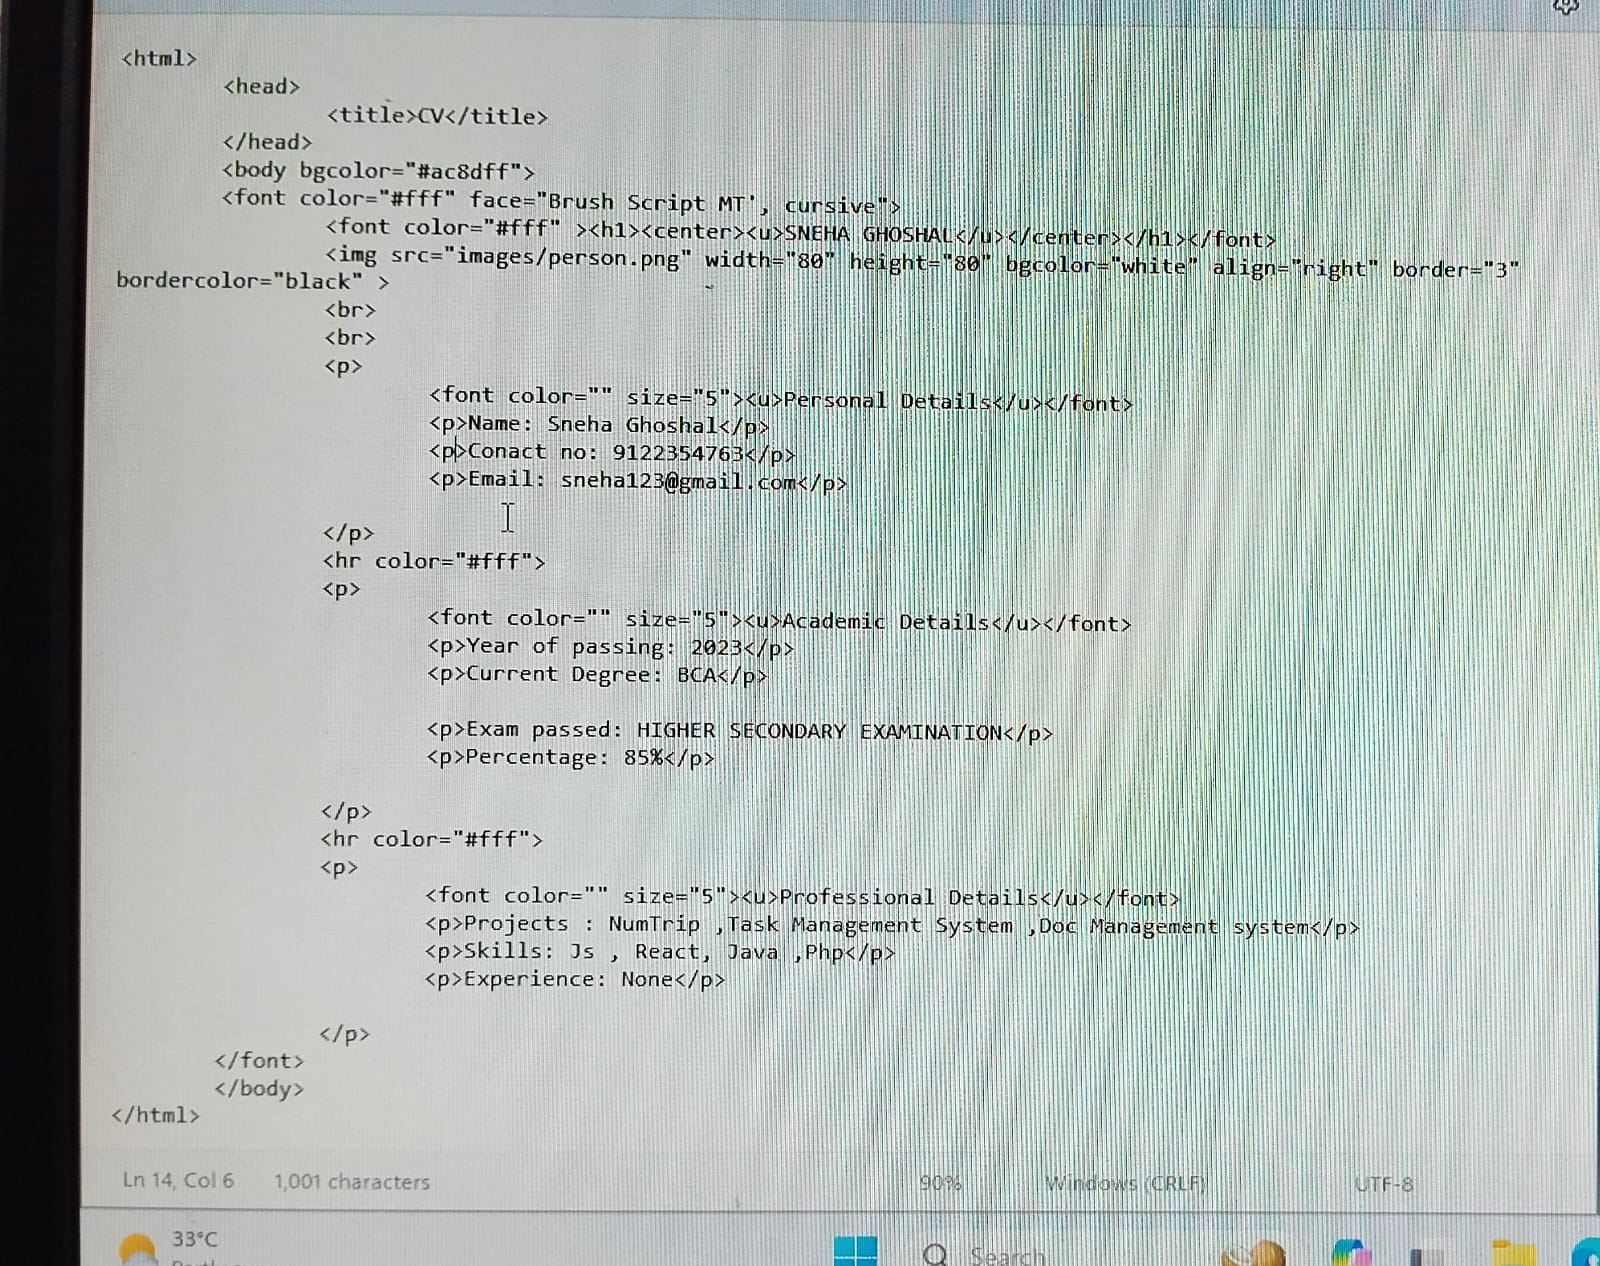 <html>
<head>
<title>CV</title>
</head>
<body bgcolor="#ac8dff">
<font color="#fff" face="Brush Script MT', cursive">
<font color="#fff" ><h1><center><u>SNEHA GHOSHAL</u></center></h1></font>
<img src="images/person.png" width="80" height="80" bgcolor="white" align="right" border="3"
bordercolor="black" >
<br>
<br>
<p>
<font color="" size="5"><u>Personal Details</u></font>
<p>Name: Sneha Ghoshal</p>
<p>Conact no: 9122354763</p>
<p>Email: sneha123@gmail.com</p>
</p>
<hr color="#fff">
<p>
<font color="" size="5"><u>Academic Details</u></font>
<p>Year of passing: 2023</p>
<p>Current Degree: BCA</p>
<p>Exam passed: HIGHER SECONDARY EXAMINATION</p>
<p>Percentage: 85%</p>
</p>
<hr color="#fff">
<p>
<font color="" size="5"><u>Professional Details</u></font>
<p>Projects : NumTrip ,Task Management System ,Doc Management system</p>
<p>Skills: Js , React, Java ,Php</p>
<p>Experience: None</p>
</p>
</font>
</body>
</html>
Ln 14, Col 6 1,001 characters 90% Windows (CRLF) UTF-8
33°C
Search